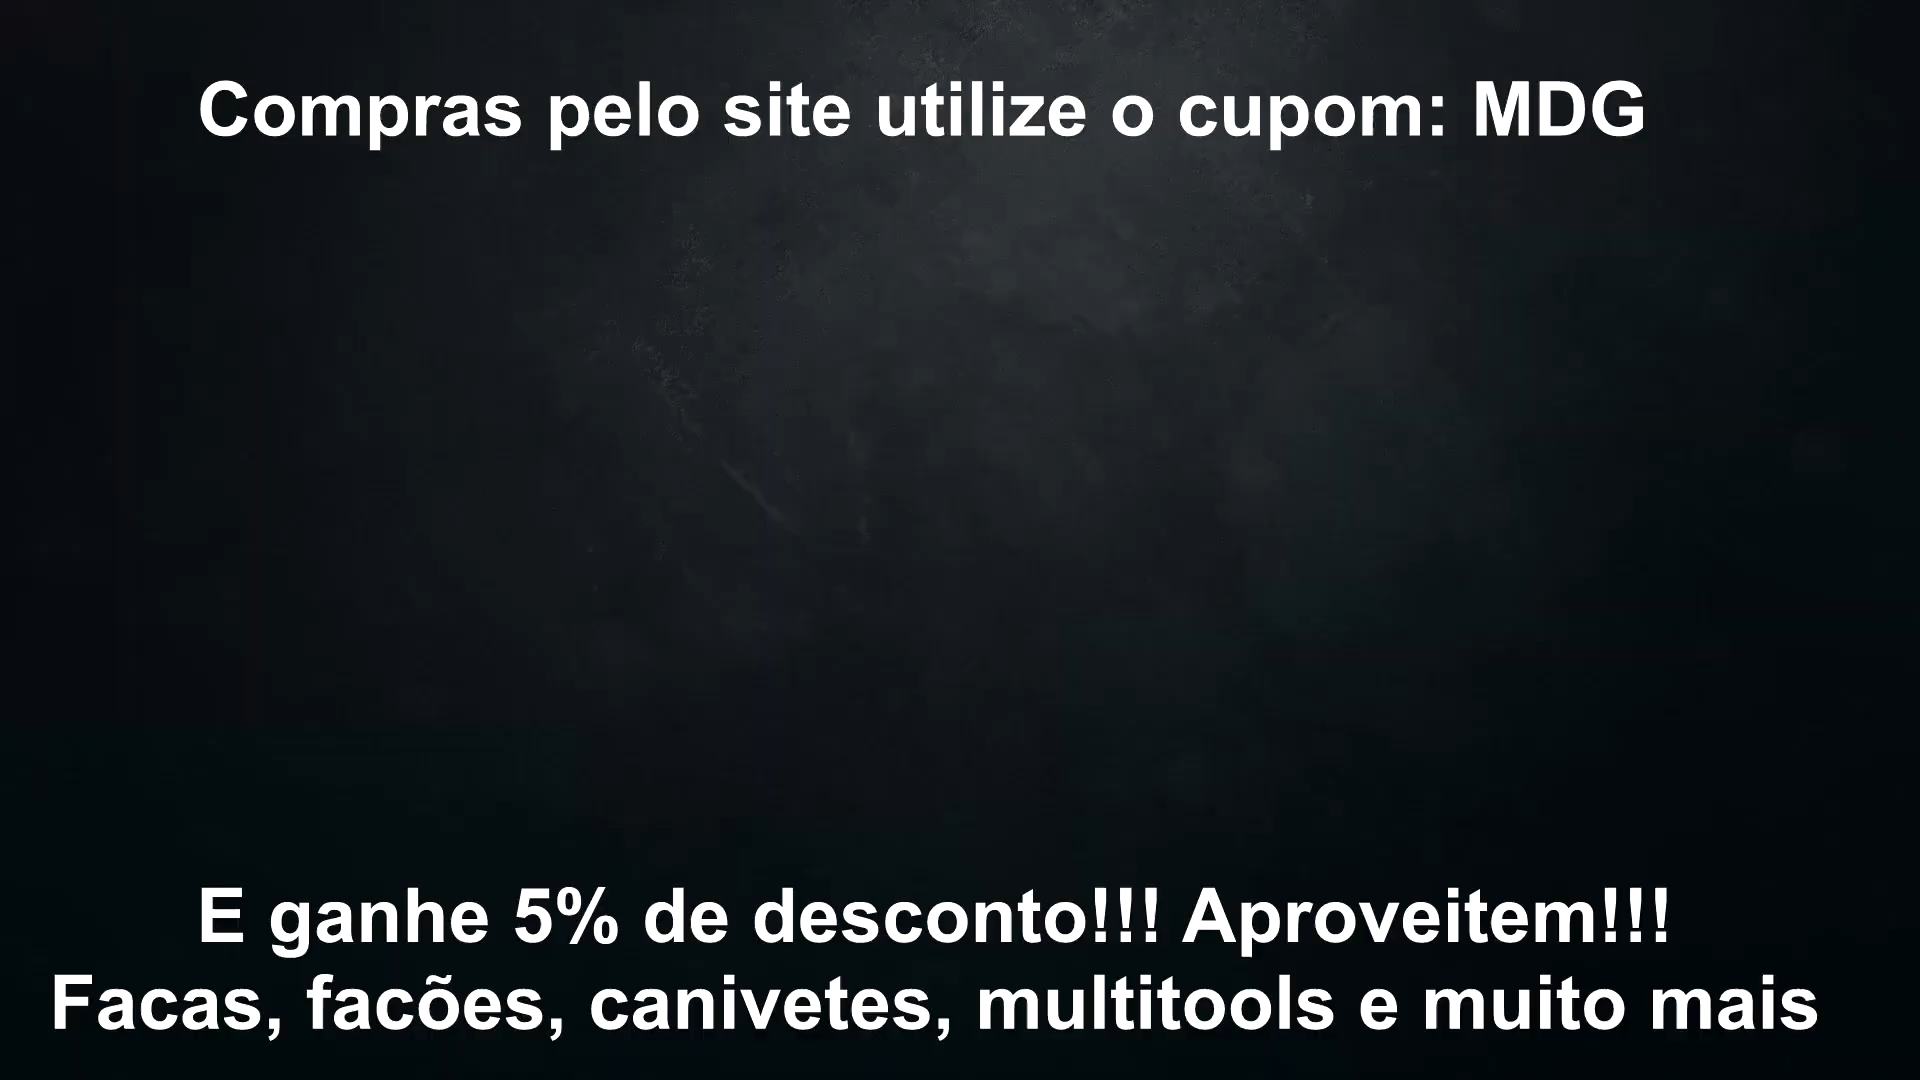 Compras pelo site utilize o cupom: MDG
E ganhe 5% de desconto!!! Aproveitem!!!
Facas, facões, canivetes, multitools e muito mais